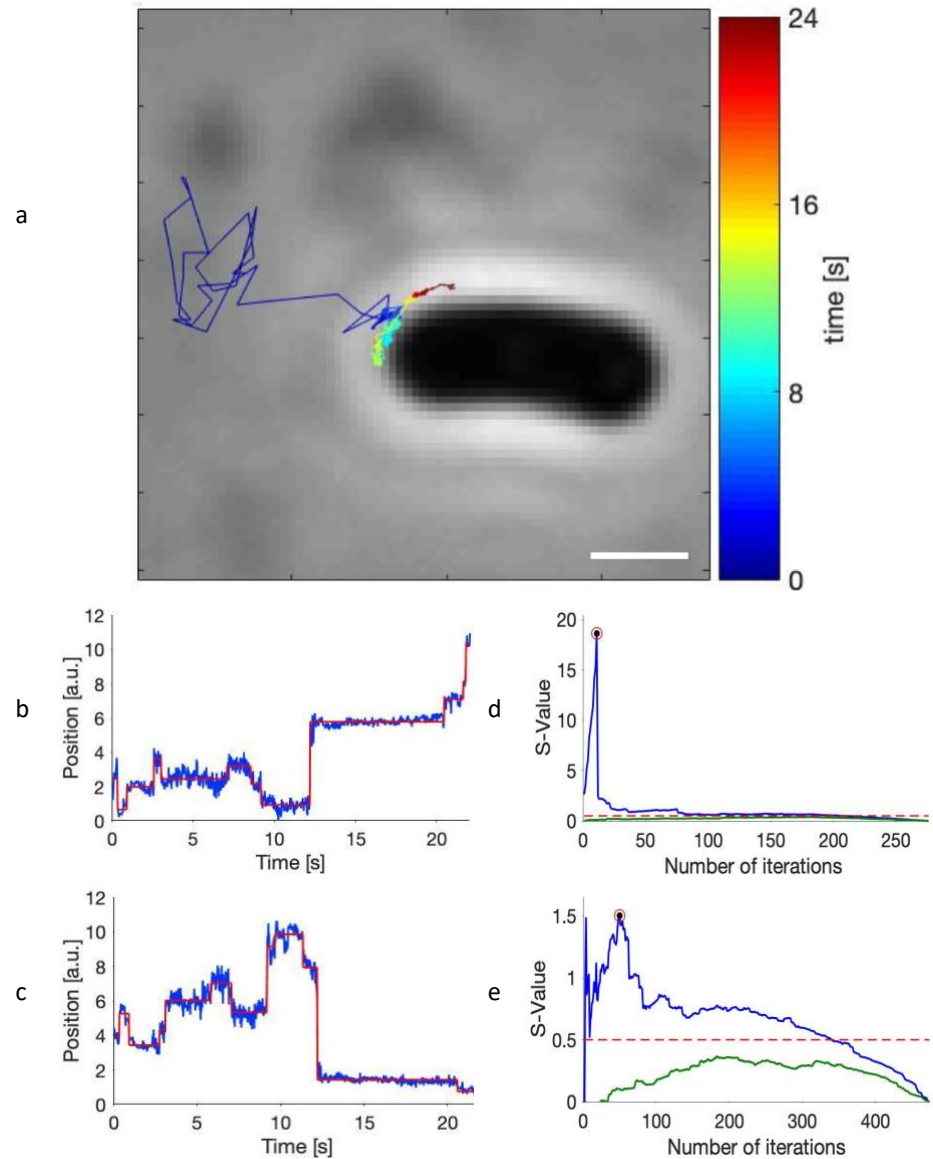 a
24
16
8
0
time [s]
b
Position [a.u.]
12
10
8
6
4
2
0
0 5 10 15 20
Time [s]
d
S-Value
20
15
10
5
0
0 50 100 150 200 250
Number of iterations
c
Position [a.u.]
12
10
8
6
4
2
0
0 5 10 15 20
Time [s]
e
S-Value
1.5
1
0.5
0
0 100 200 300 400
Number of iterations